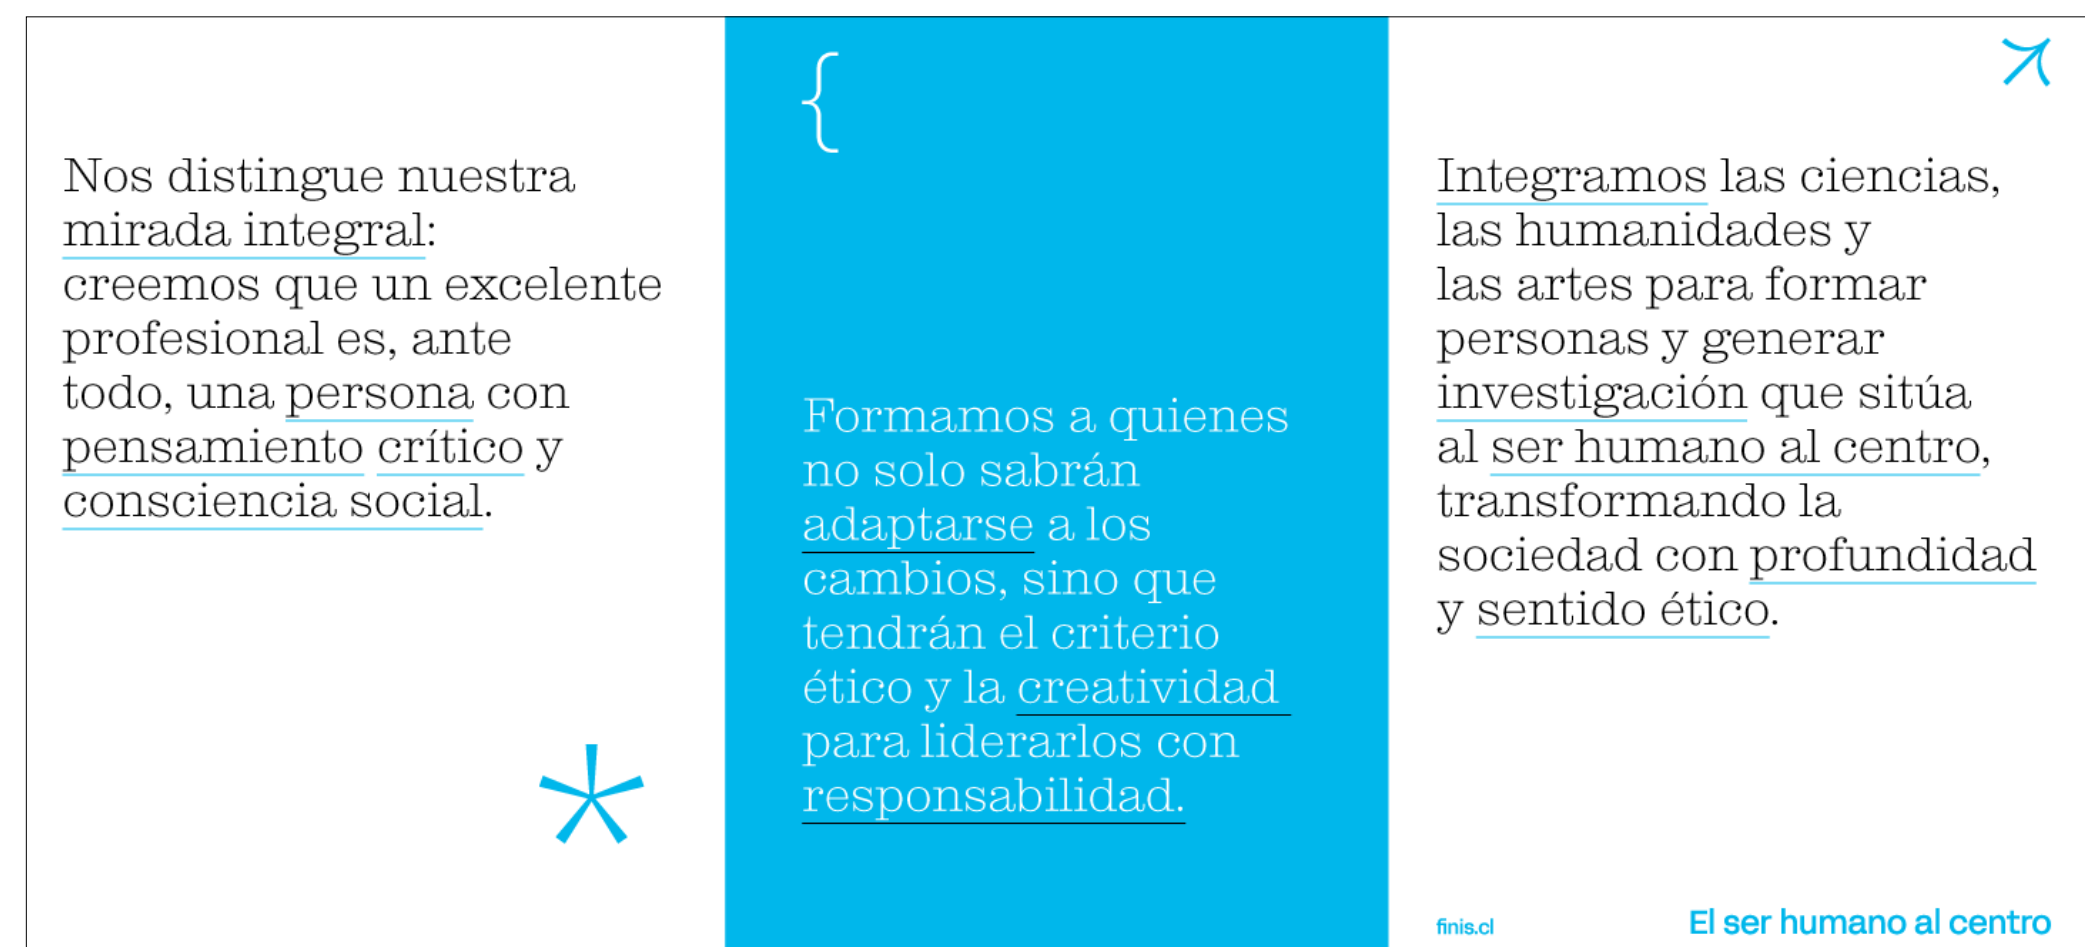 Nos distingue nuestra
mirada integral:
creemos que un excelente
profesional es, ante
todo, una persona con
pensamiento crítico y
consciencia social.
{
Formamos a quienes
no solo sabrán
adaptarse a los
cambios, sino que
tendrán el criterio
ético y la creatividad
para liderarlos con
responsabilidad.
Integramos las ciencias,
las humanidades y
las artes para formar
personas y generar
investigación que sitúa
al ser humano al centro,
transformando la
sociedad con profundidad
y sentido ético.
finis.cl
El ser humano al centro